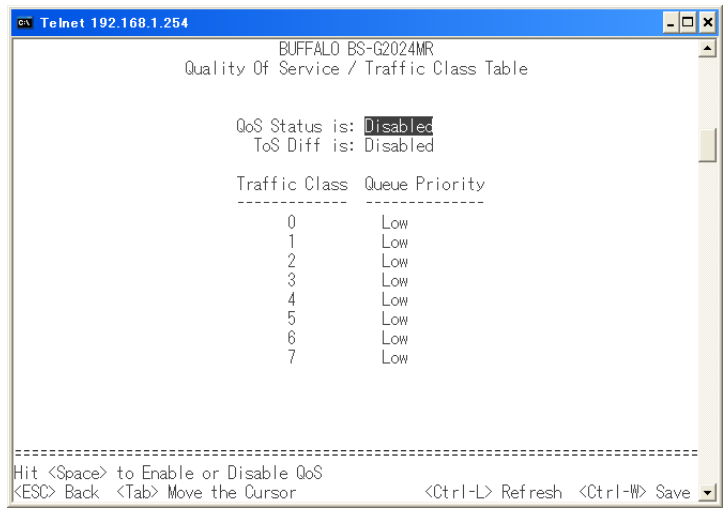 Telnet 192.168.1.254
BUFFALO BS-G2024MR
Quality Of Service / Traffic Class Table
QoS Status is: Disabled
ToS Diff is: Disabled
Traffic Class Queue Priority
------------- --------------
0 Low
1 Low
2 Low
3 Low
4 Low
5 Low
6 Low
7 Low
Hit <Space> to Enable or Disable QoS
<ESC> Back <Tab> Move the Cursor <Ctrl-L> Refresh <Ctrl-W> Save